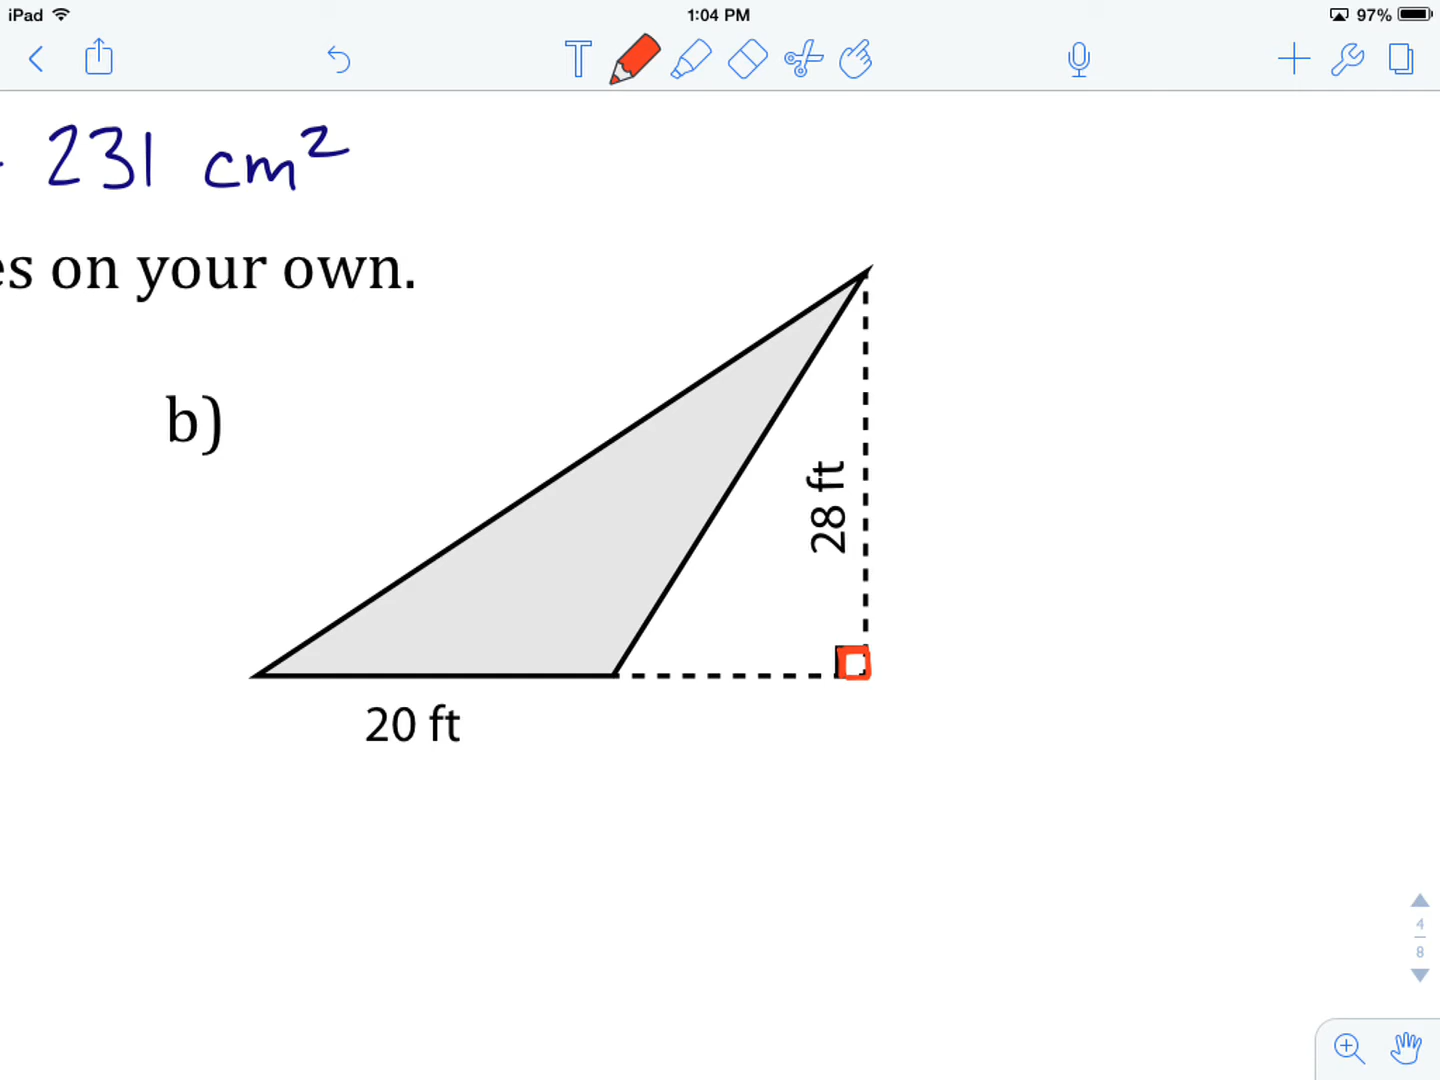 iPad 1:04 PM 97%
T
231 cm²
es on your own.
b)
28 ft
20 ft
4
8